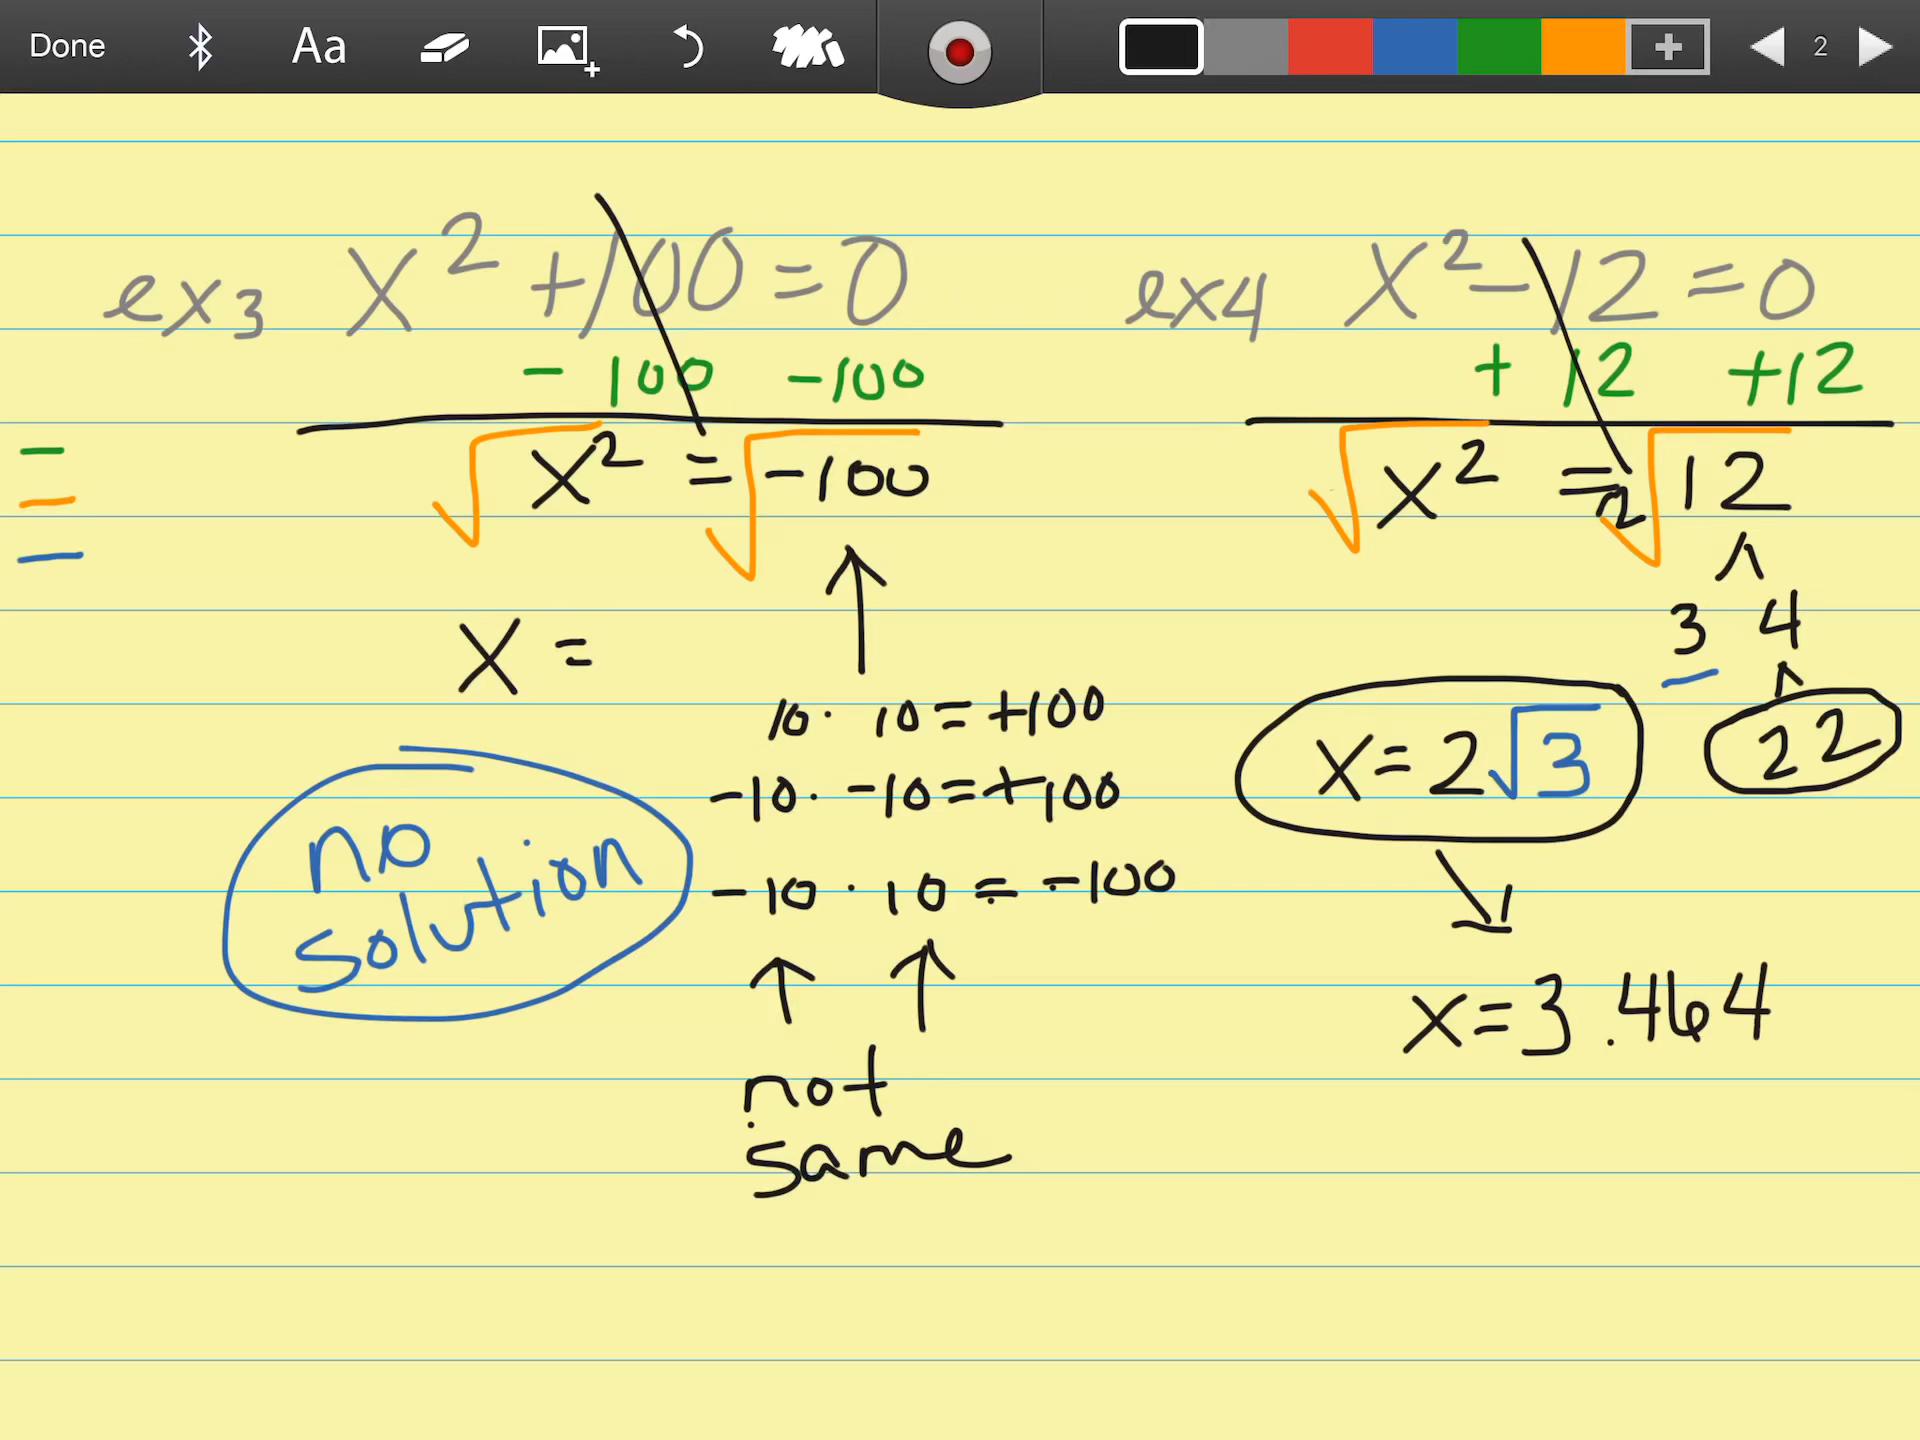 Done Aa 2
ex3 x² + 100 = 0
- 100 -100
√x² = √-100
x =
10 · 10 = +100
-10 · -10 = +100
-10 · 10 = -100
no
solution
not
same
ex4 x² - 12 = 0
+ 12 +12
√x² = ²√12
3 4
2 2
x = 2√3
x = 3.464